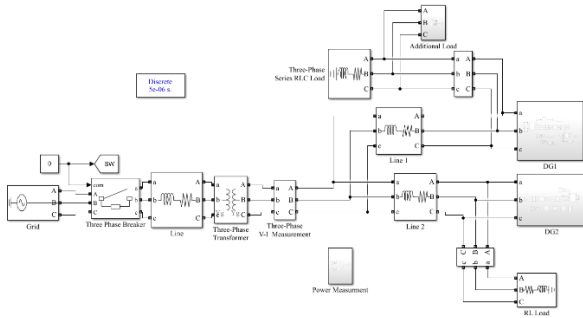 A
B
C
Additional Load
Three-Phase
Series RLC Load
A
B
C
a
b
c
A
B
C
Discrete
5e-06 s.
a
b
c
A
B
C
Line 1
a
b
c
DG1
0
sw
A
B
C
Grid
com
A
B
C
a
b
c
Three Phase Breaker
a
b
c
A
B
C
Line
a
b
c
A
B
C
Three-Phase
Transformer
a
b
c
A
B
C
Three-Phase
V-I Measurement
a
b
c
A
B
C
Line 2
a
b
c
DG2
Power Measurment
C
B
A
c
b
a
A
B
C
RL Load